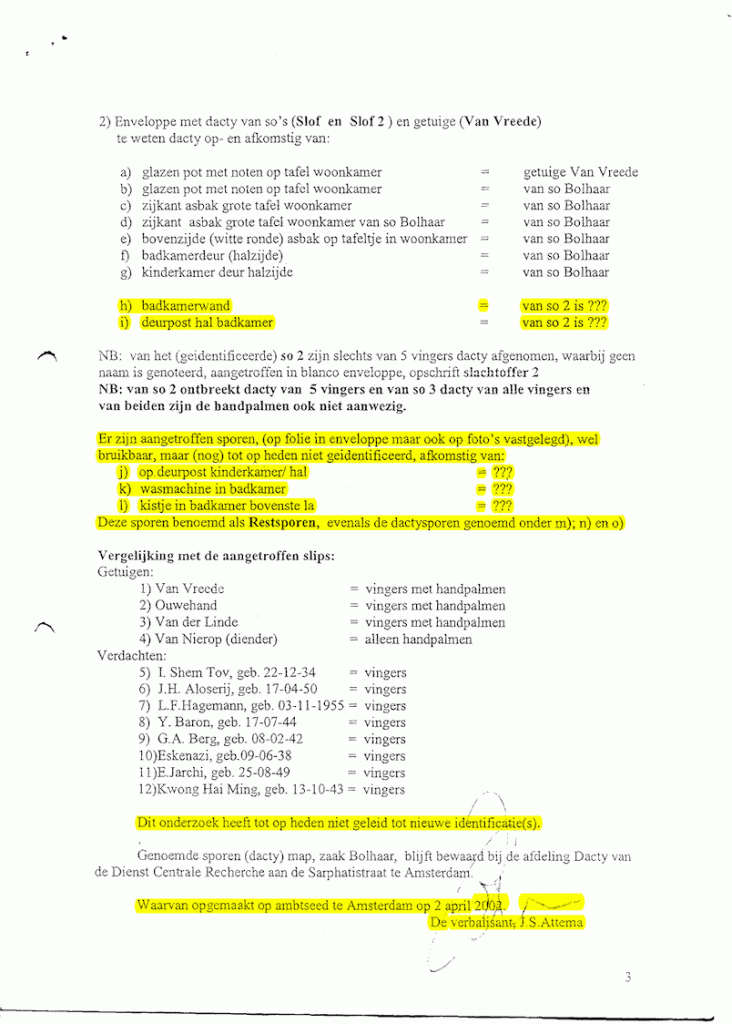 2) Enveloppe met dacty van so's (Slof en Slof 2 ) en getuige (Van Vreede)
te weten dacty op- en afkomstig van:
a) glazen pot met noten op tafel woonkamer = getuige Van Vreede
b) glazen pot met noten op tafel woonkamer = van so Bolhaar
c) zijkant asbak grote tafel woonkamer = van so Bolhaar
d) zijkant asbak grote tafel woonkamer van so Bolhaar = van so Bolhaar
e) bovenzijde (witte ronde) asbak op tafeltje in woonkamer = van so Bolhaar
f) badkamerdeur (halzijde) = van so Bolhaar
g) kinderkamer deur halzijde = van so Bolhaar
h) badkamerwand = van so 2 is ???
i) deurpost hal badkamer = van so 2 is ???
NB: van het (geidentificeerde) so 2 zijn slechts van 5 vingers dacty afgenomen, waarbij geen
naam is genoteerd, aangetroffen in blanco enveloppe, opschrift slachtoffer 2
NB: van so 2 ontbreekt dacty van 5 vingers en van so 3 dacty van alle vingers en
van beiden zijn de handpalmen ook niet aanwezig.
Er zijn aangetroffen sporen, (op folie in enveloppe maar ook op foto's vastgelegd), wel
bruikbaar, maar (nog) tot op heden niet geidentificeerd, afkomstig van:
j) op deurpost kinderkamer/ hal = ???
k) wasmachine in badkamer = ???
l) kistje in badkamer bovenste la = ???
Deze sporen benoemd als Restsporen, evenals de dactysporen genoemd onder m); n) en o)
Vergelijking met de aangetroffen slips:
Getuigen:
1) Van Vreede = vingers met handpalmen
2) Ouwehand = vingers met handpalmen
3) Van der Linde = vingers met handpalmen
4) Van Nierop (diender) = alleen handpalmen
Verdachten:
5) I. Shem Tov, geb. 22-12-34 = vingers
6) J.H. Aloserij, geb. 17-04-50 = vingers
7) L.F.Hagemann, geb. 03-11-1955 = vingers
8) Y. Baron, geb. 17-07-44 = vingers
9) G.A. Berg, geb. 08-02-42 = vingers
10)Eskenazi, geb.09-06-38 = vingers
11)E.Jarchi, geb. 25-08-49 = vingers
12)Kwong Hai Ming, geb. 13-10-43 = vingers
Dit onderzoek heeft tot op heden niet geleid tot nieuwe identificatie(s).
Genoemde sporen (dacty) map, zaak Bolhaar, blijft bewaard bij de afdeling Dacty van
de Dienst Centrale Recherche aan de Sarphatistraat te Amsterdam.
Waarvan opgemaakt op ambtseed te Amsterdam op 2 april 2002.
De verbalisant, J.S.Attema
3